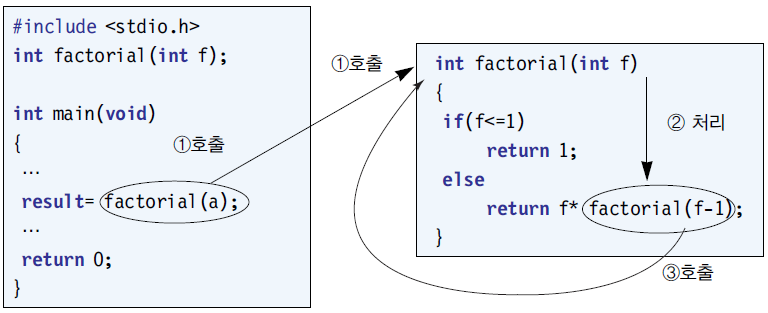 #include <stdio.h>
int factorial(int f);
int main(void)
{
①호출
…
result= factorial(a);
…
return 0;
}
①호출
int factorial(int f)
{
if(f<=1)
② 처리
return 1;
else
return f* factorial(f-1);
}
③호출